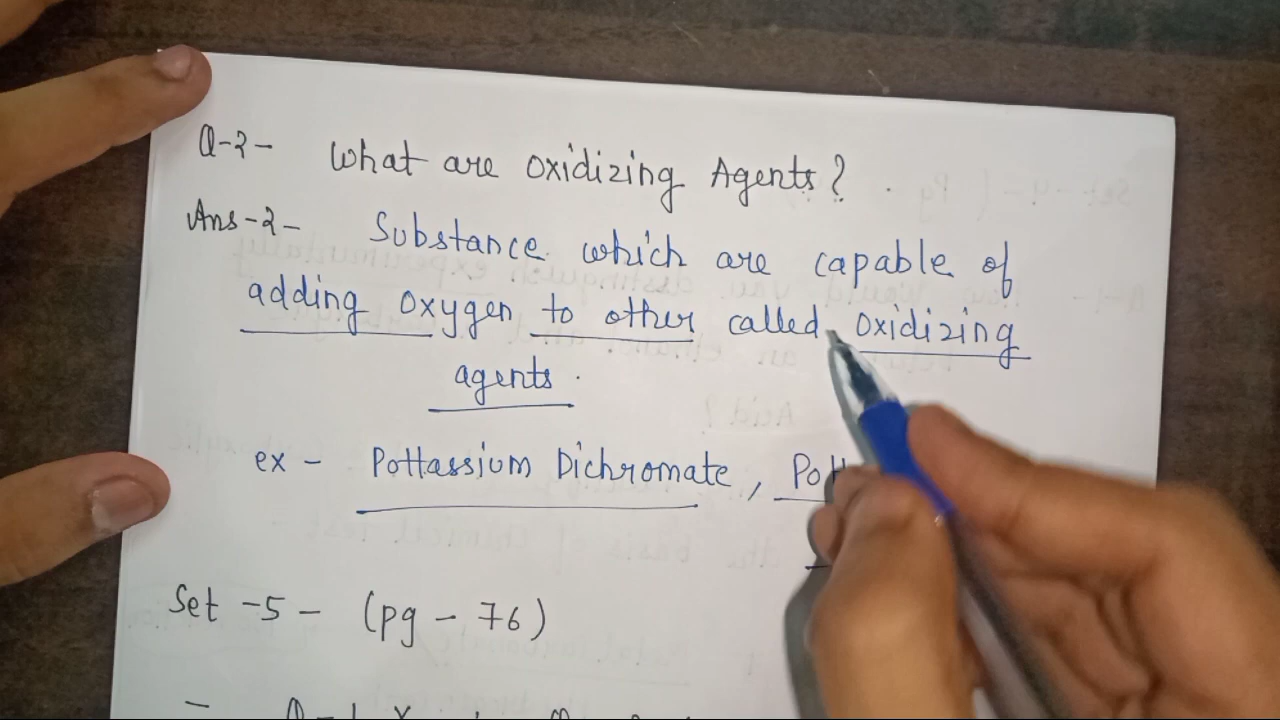 Q-2- What are oxidizing Agents?
Ans-2- Substance which are capable of
adding oxygen to other called oxidizing
agents.
ex - Pottassium Dichromate,
Set -5 - (pg - 76)